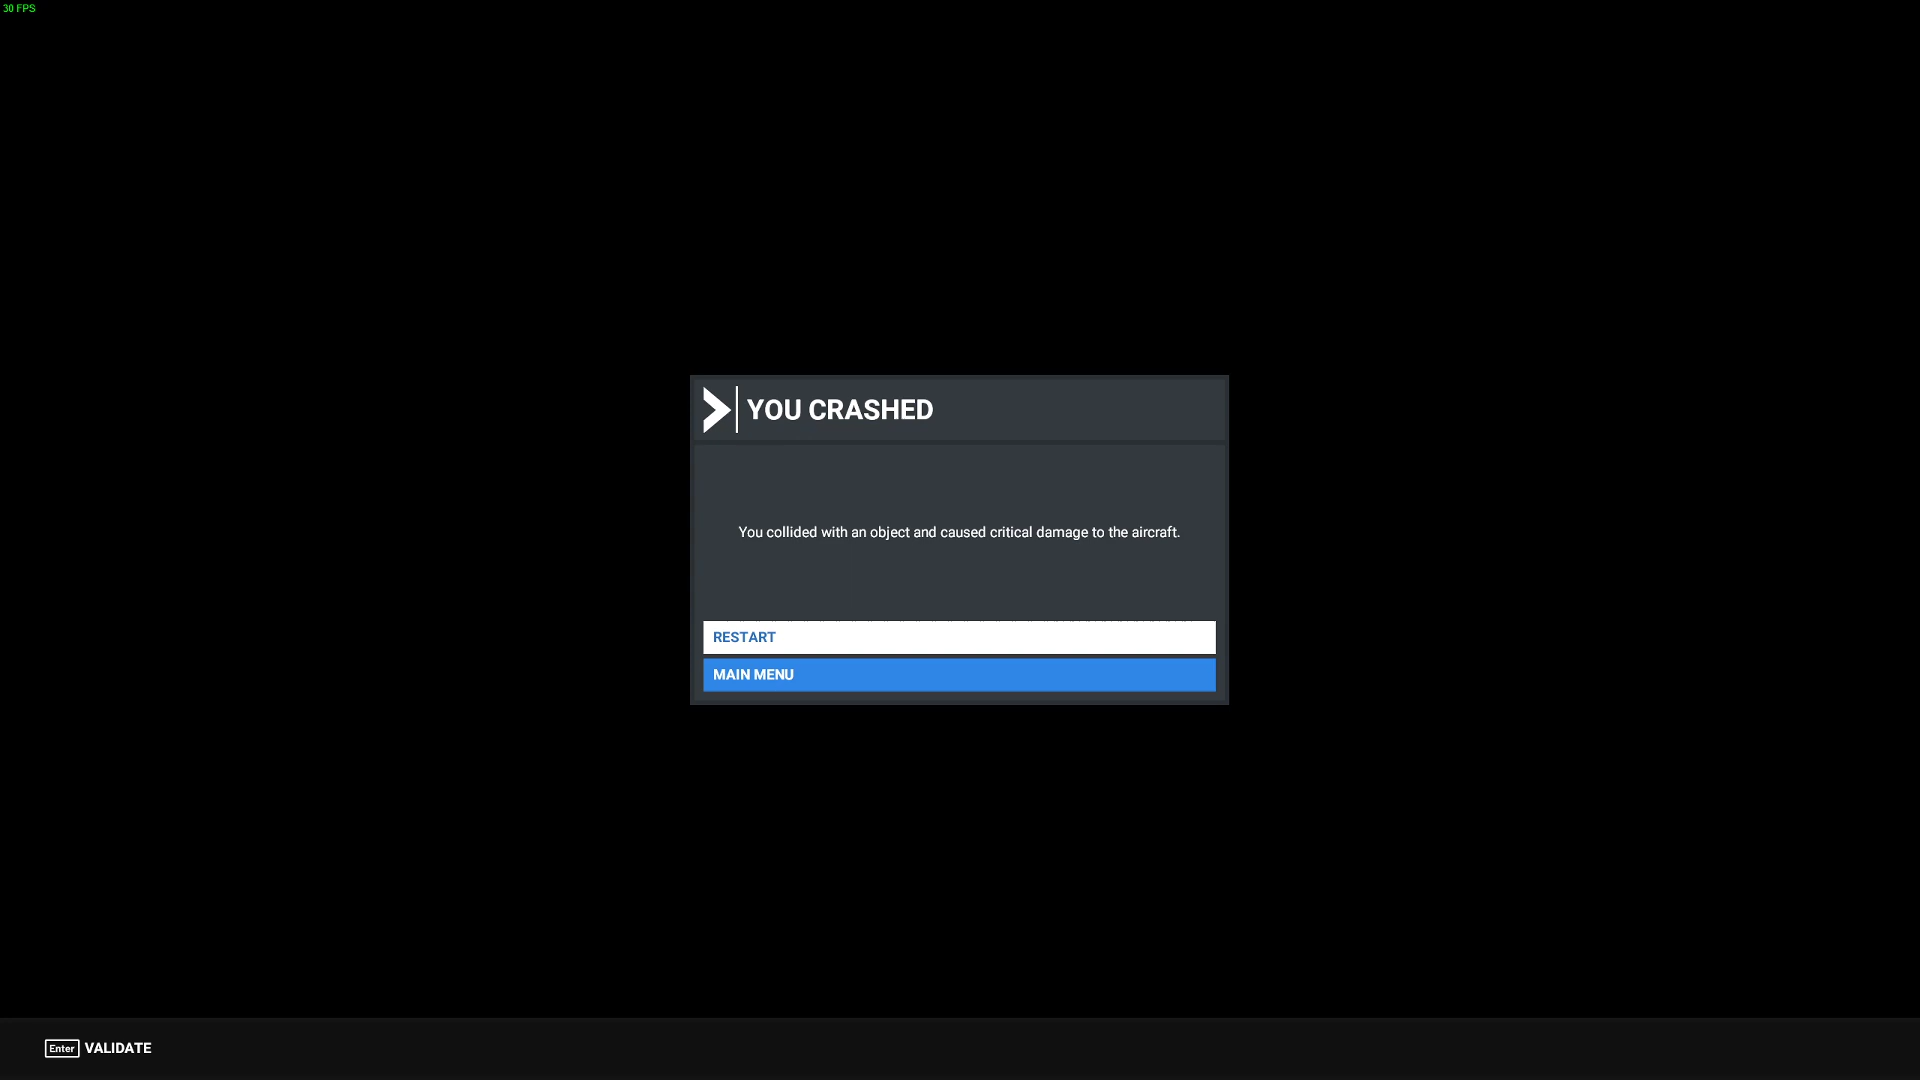 30 FPS
YOU CRASHED
You collided with an object and caused critical damage to the aircraft.
RESTART
MAIN MENU
Enter VALIDATE